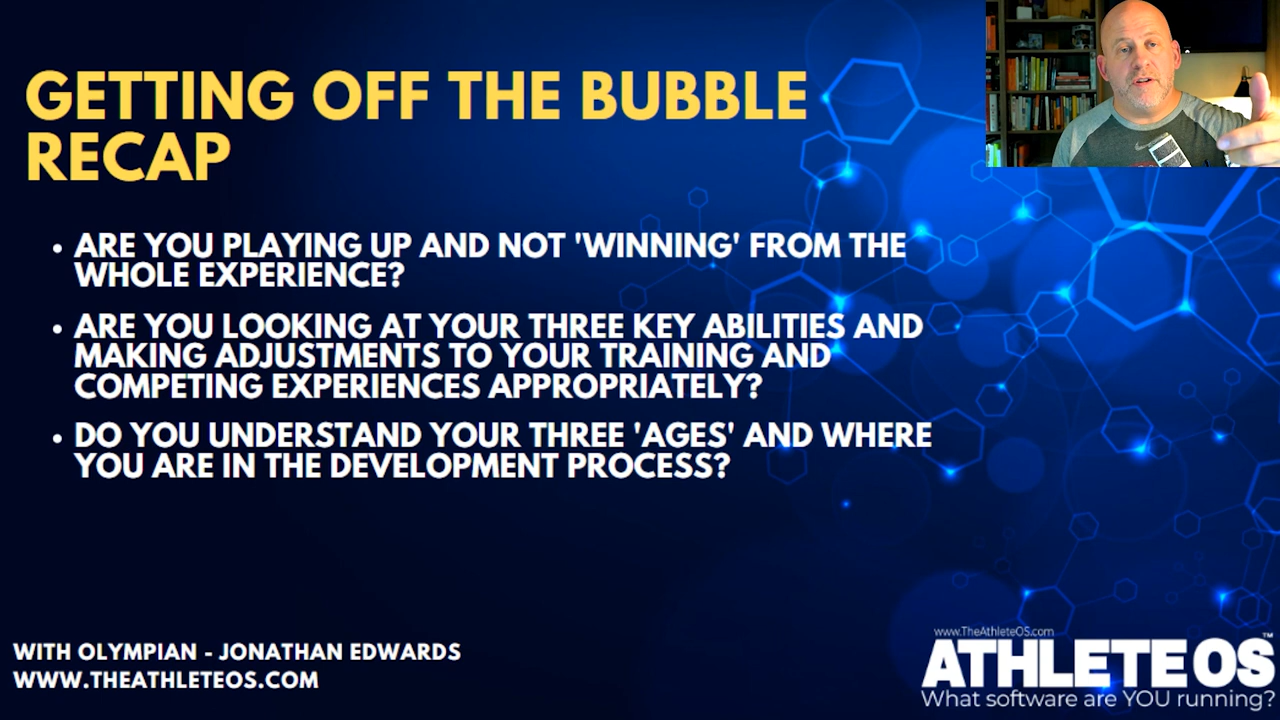 GETTING OFF THE BUBBLE
RECAP
• ARE YOU PLAYING UP AND NOT 'WINNING' FROM THE
WHOLE EXPERIENCE?
• ARE YOU LOOKING AT YOUR THREE KEY ABILITIES AND
MAKING ADJUSTMENTS TO YOUR TRAINING AND
COMPETING EXPERIENCES APPROPRIATELY?
• DO YOU UNDERSTAND YOUR THREE 'AGES' AND WHERE
YOU ARE IN THE DEVELOPMENT PROCESS?
WITH OLYMPIAN - JONATHAN EDWARDS
WWW.THEATHLETEOS.COM
www.TheAthleteOS.com
ATHLETE OS™
What software are YOU running?